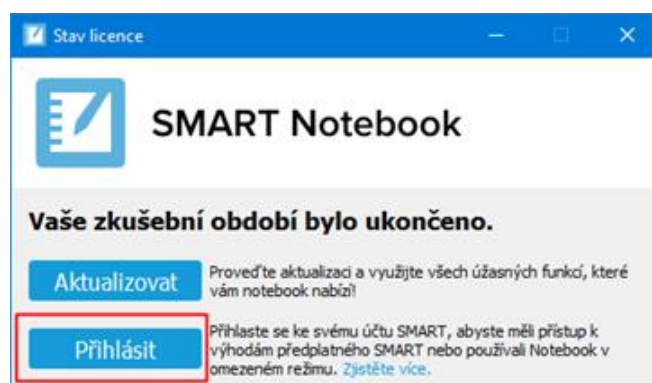 Stav licence
SMART Notebook
Vaše zkušební období bylo ukončeno.
Aktualizovat
Proveďte aktualizaci a využijte všech úžasných funkcí, které
vám notebook nabízí!
Přihlásit
Přihlaste se ke svému účtu SMART, abyste měli přístup k
výhodám předplatného SMART nebo používali Notebook v
omezeném režimu. Zjistěte více.